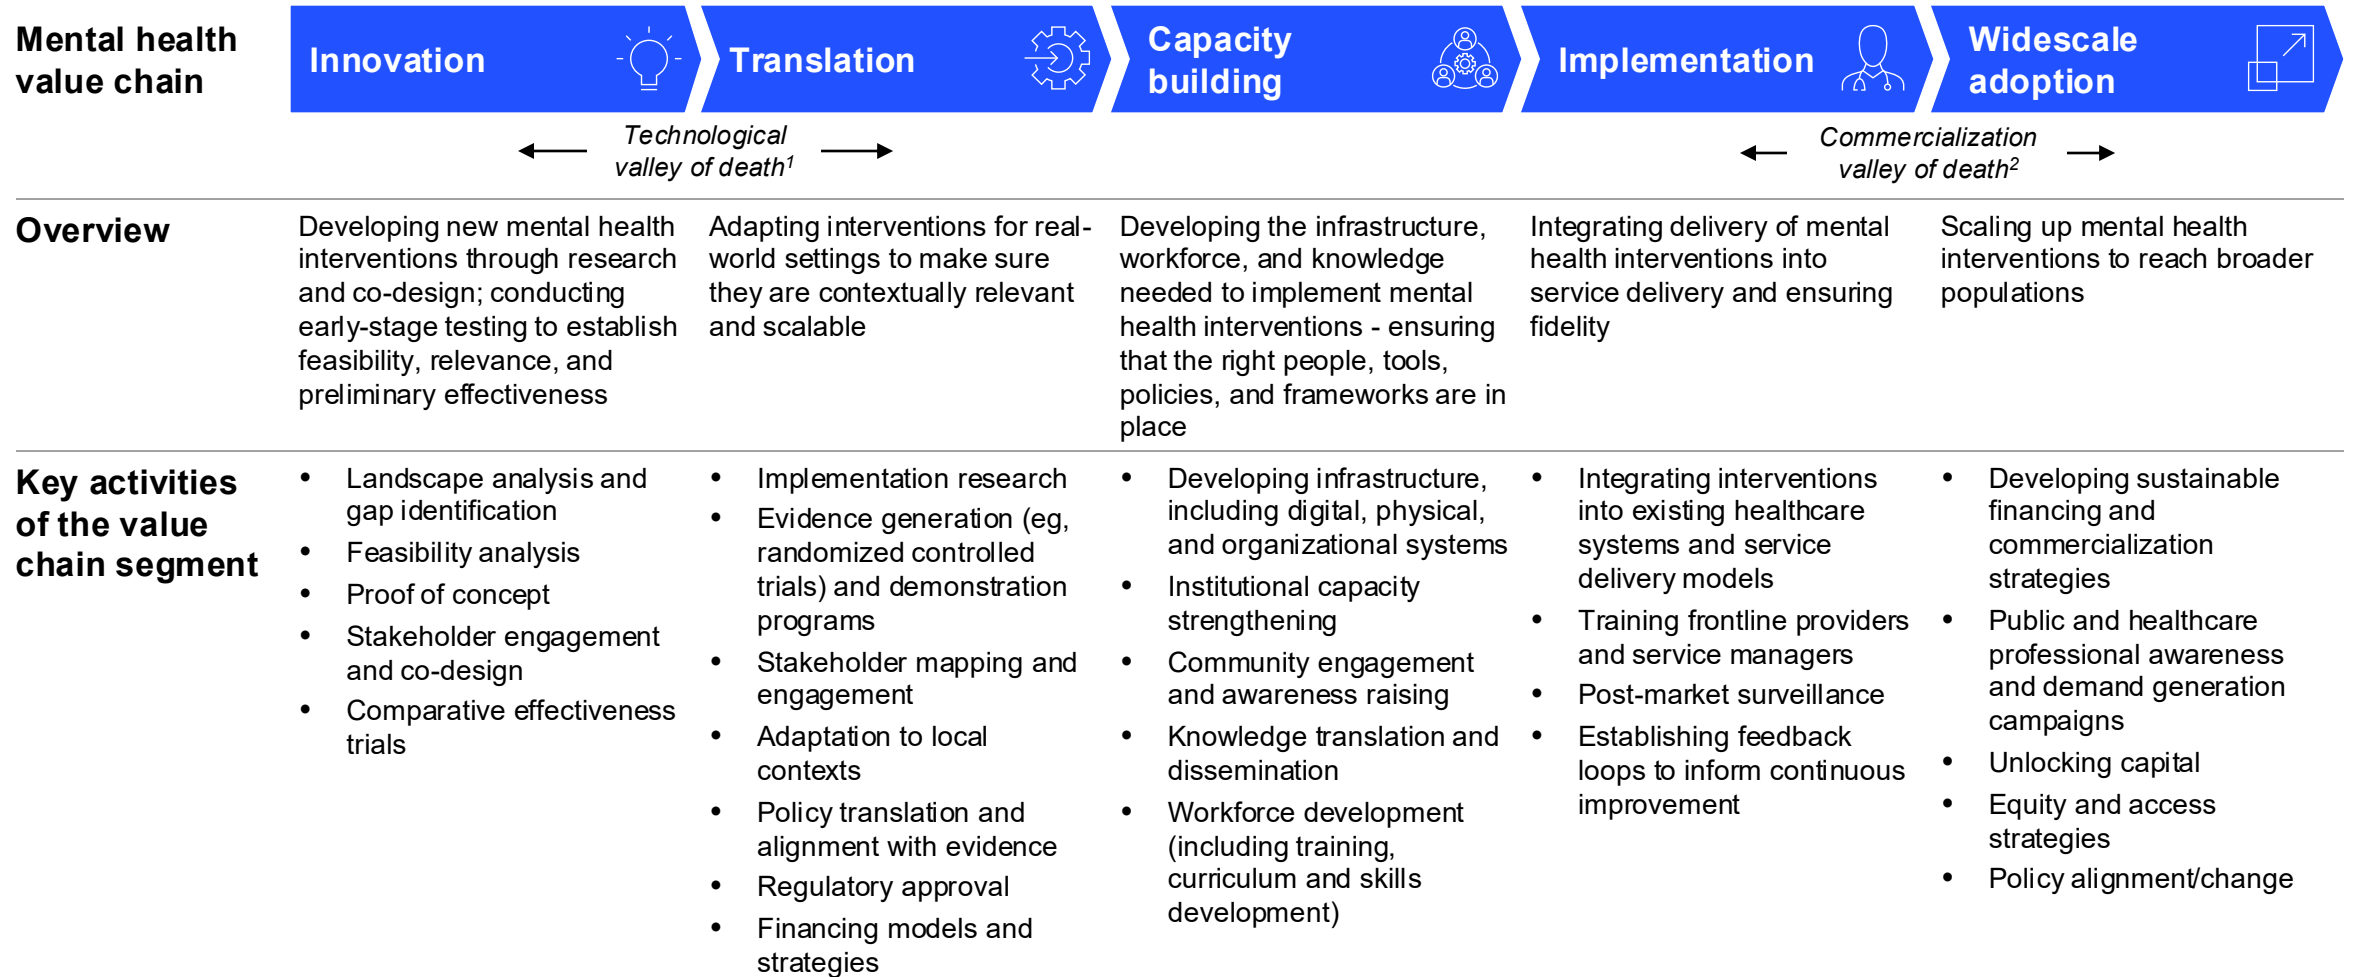 Mental health
value chain
Innovation
Translation
Capacity
building
Implementation
Widescale
adoption
Technological
valley of death1
Commercialization
valley of death2
Overview
Developing new mental health
interventions through research
and co-design; conducting
early-stage testing to establish
feasibility, relevance, and
preliminary effectiveness
Adapting interventions for real-
world settings to make sure
they are contextually relevant
and scalable
Developing the infrastructure,
workforce, and knowledge
needed to implement mental
health interventions - ensuring
that the right people, tools,
policies, and frameworks are in
place
Integrating delivery of mental
health interventions into
service delivery and ensuring
fidelity
Scaling up mental health
interventions to reach broader
populations
Key activities
of the value
chain segment
• Landscape analysis and
gap identification
• Feasibility analysis
• Proof of concept
• Stakeholder engagement
and co-design
• Comparative effectiveness
trials
• Implementation research
• Evidence generation (eg,
randomized controlled
trials) and demonstration
programs
• Stakeholder mapping and
engagement
• Adaptation to local
contexts
• Policy translation and
alignment with evidence
• Regulatory approval
• Financing models and
strategies
• Developing infrastructure,
including digital, physical,
and organizational systems
• Institutional capacity
strengthening
• Community engagement
and awareness raising
• Knowledge translation and
dissemination
• Workforce development
(including training,
curriculum and skills
development)
• Integrating interventions
into existing healthcare
systems and service
delivery models
• Training frontline providers
and service managers
• Post-market surveillance
• Establishing feedback
loops to inform continuous
improvement
• Developing sustainable
financing and
commercialization
strategies
• Public and healthcare
professional awareness
and demand generation
campaigns
• Unlocking capital
• Equity and access
strategies
• Policy alignment/change